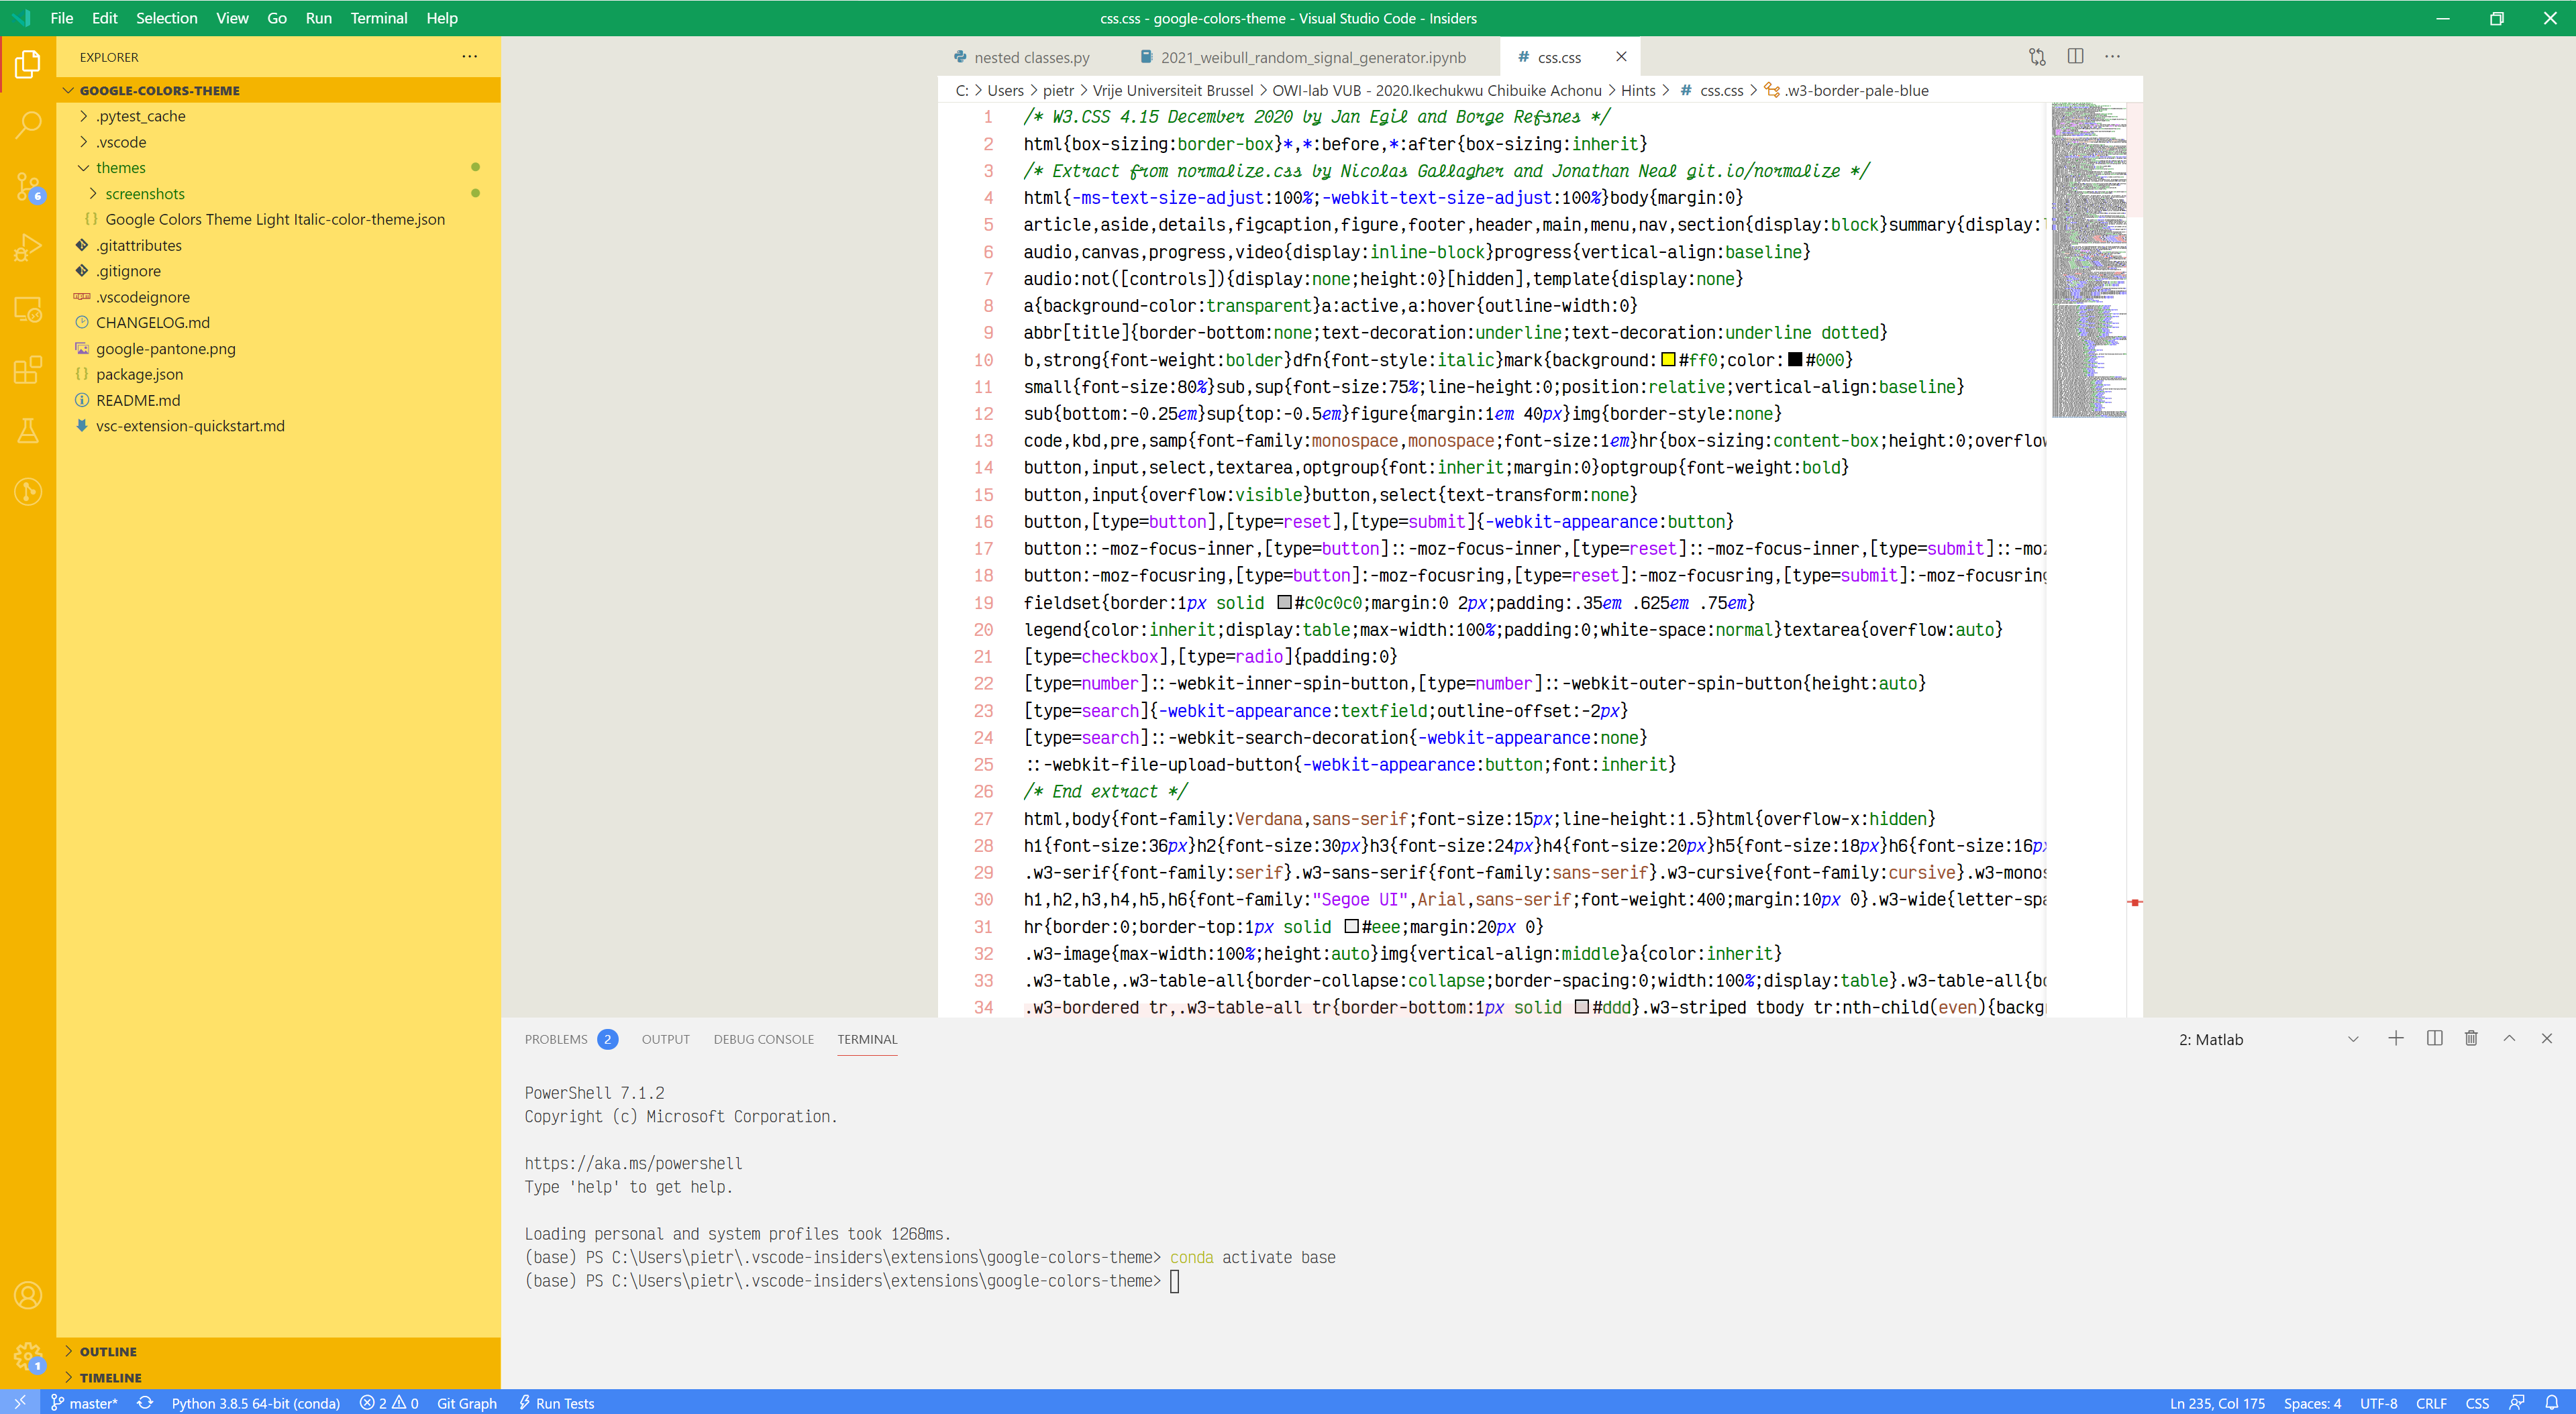 File Edit Selection View Go Run Terminal Help
css.css - google-colors-theme - Visual Studio Code - Insiders
EXPLORER
GOOGLE-COLORS-THEME
.pytest_cache
.vscode
themes
screenshots
{} Google Colors Theme Light Italic-color-theme.json
.gitattributes
.gitignore
.vscodeignore
CHANGELOG.md
google-pantone.png
{} package.json
README.md
vsc-extension-quickstart.md
OUTLINE
TIMELINE
6
1
nested classes.py 2021_weibull_random_signal_generator.ipynb # css.css
C: > Users > pietr > Vrije Universiteit Brussel > OWI-lab VUB - 2020.Ikechukwu Chibuike Achonu > Hints > # css.css > .w3-border-pale-blue
1 /* W3.CSS 4.15 December 2020 by Jan Egil and Borge Refsnes */
2 html{box-sizing:border-box}*,*:before,*:after{box-sizing:inherit}
3 /* Extract from normalize.css by Nicolas Gallagher and Jonathan Neal git.io/normalize */
4 html{-ms-text-size-adjust:100%;-webkit-text-size-adjust:100%}body{margin:0}
5 article,aside,details,figcaption,figure,footer,header,main,menu,nav,section{display:block}summary{display:
6 audio,canvas,progress,video{display:inline-block}progress{vertical-align:baseline}
7 audio:not([controls]){display:none;height:0}[hidden],template{display:none}
8 a{background-color:transparent}a:active,a:hover{outline-width:0}
9 abbr[title]{border-bottom:none;text-decoration:underline;text-decoration:underline dotted}
10 b,strong{font-weight:bolder}dfn{font-style:italic}mark{background:#ff0;color:#000}
11 small{font-size:80%}sub,sup{font-size:75%;line-height:0;position:relative;vertical-align:baseline}
12 sub{bottom:-0.25em}sup{top:-0.5em}figure{margin:1em 40px}img{border-style:none}
13 code,kbd,pre,samp{font-family:monospace,monospace;font-size:1em}hr{box-sizing:content-box;height:0;overflow
14 button,input,select,textarea,optgroup{font:inherit;margin:0}optgroup{font-weight:bold}
15 button,input{overflow:visible}button,select{text-transform:none}
16 button,[type=button],[type=reset],[type=submit]{-webkit-appearance:button}
17 button::-moz-focus-inner,[type=button]::-moz-focus-inner,[type=reset]::-moz-focus-inner,[type=submit]::-moz
18 button:-moz-focusring,[type=button]:-moz-focusring,[type=reset]:-moz-focusring,[type=submit]:-moz-focusring
19 fieldset{border:1px solid #c0c0c0;margin:0 2px;padding:.35em .625em .75em}
20 legend{color:inherit;display:table;max-width:100%;padding:0;white-space:normal}textarea{overflow:auto}
21 [type=checkbox],[type=radio]{padding:0}
22 [type=number]::-webkit-inner-spin-button,[type=number]::-webkit-outer-spin-button{height:auto}
23 [type=search]{-webkit-appearance:textfield;outline-offset:-2px}
24 [type=search]::-webkit-search-decoration{-webkit-appearance:none}
25 ::-webkit-file-upload-button{-webkit-appearance:button;font:inherit}
26 /* End extract */
27 html,body{font-family:Verdana,sans-serif;font-size:15px;line-height:1.5}html{overflow-x:hidden}
28 h1{font-size:36px}h2{font-size:30px}h3{font-size:24px}h4{font-size:20px}h5{font-size:18px}h6{font-size:16px
29 .w3-serif{font-family:serif}.w3-sans-serif{font-family:sans-serif}.w3-cursive{font-family:cursive}.w3-monos
30 h1,h2,h3,h4,h5,h6{font-family:"Segoe UI",Arial,sans-serif;font-weight:400;margin:10px 0}.w3-wide{letter-spa
31 hr{border:0;border-top:1px solid #eee;margin:20px 0}
32 .w3-image{max-width:100%;height:auto}img{vertical-align:middle}a{color:inherit}
33 .w3-table,.w3-table-all{border-collapse:collapse;border-spacing:0;width:100%;display:table}.w3-table-all{bo
34 .w3-bordered tr,.w3-table-all tr{border-bottom:1px solid #ddd}.w3-striped tbody tr:nth-child(even){backgr
PROBLEMS 2 OUTPUT DEBUG CONSOLE TERMINAL 2: Matlab
PowerShell 7.1.2
Copyright (c) Microsoft Corporation.
https://aka.ms/powershell
Type 'help' to get help.
Loading personal and system profiles took 1268ms.
(base) PS C:\Users\pietr\.vscode-insiders\extensions\google-colors-theme> conda activate base
(base) PS C:\Users\pietr\.vscode-insiders\extensions\google-colors-theme>
master* Python 3.8.5 64-bit (conda) 2 0 Git Graph Run Tests Ln 235, Col 175 Spaces: 4 UTF-8 CRLF CSS